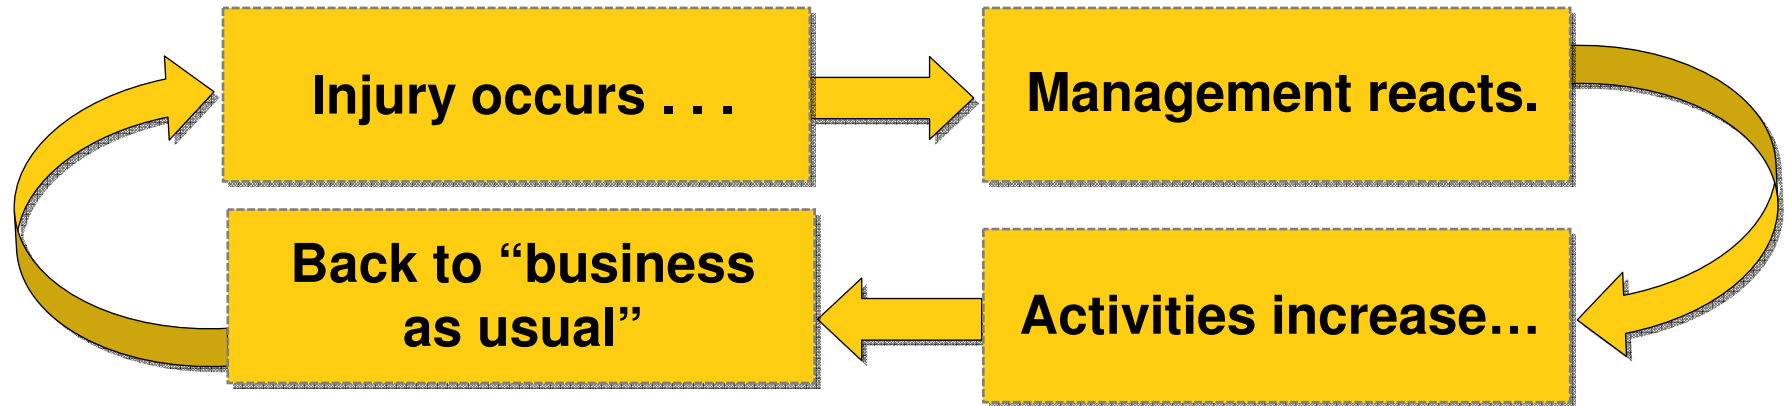 Injury occurs . . .
Management reacts.
Activities increase…
Back to “business
as usual”